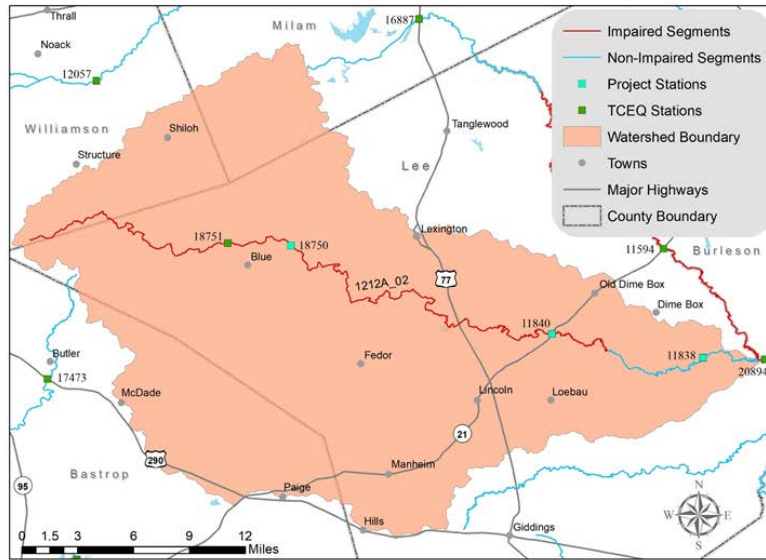 Thrall
Milam
16887
Noack
12057
Williamson
Shiloh
Structure
Tanglewood
Lee
Impaired Segments
Non-Impaired Segments
Project Stations
TCEQ Stations
Watershed Boundary
Towns
Major Highways
County Boundary
Lexington
18751
18750
Blue
77
11594
Burleson
1212A_02
Old Dime Box
Dime Box
11840
11838
20894
Butler
17473
Fedor
McDade
Lincoln
Loebau
21
290
Bastrop
Manheim
95
Paige
Hills
Giddings
N
W E
S
0 1.5 3 6 9 12
Miles